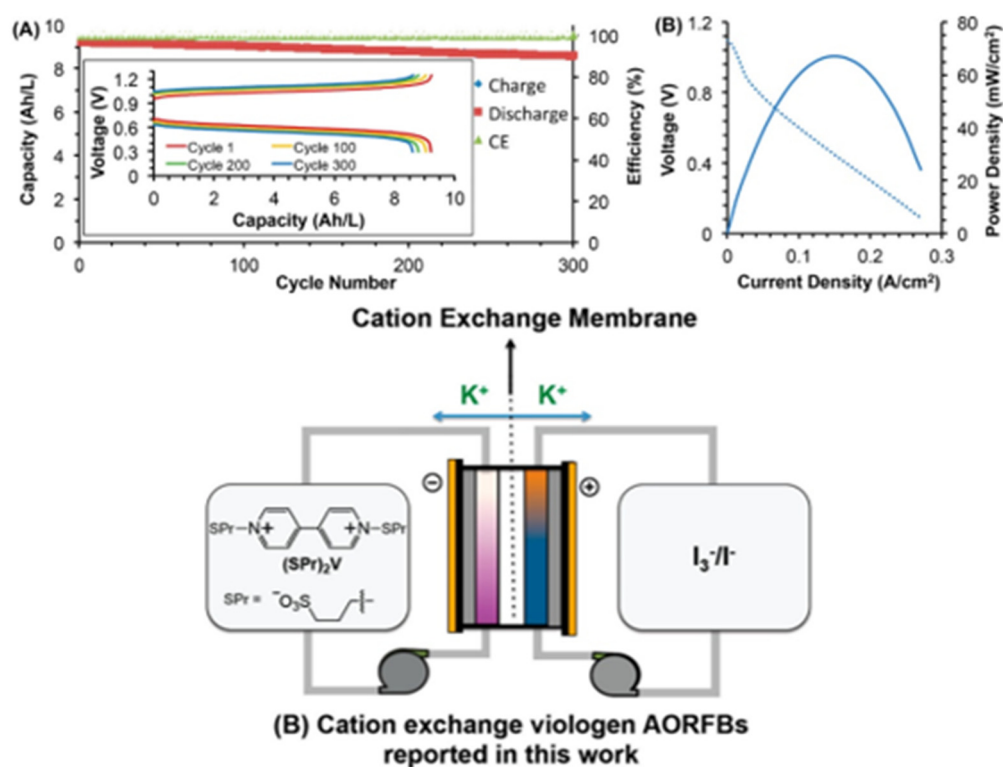 (A)
10
8
6
4
2
0
Capacity (Ah/L)
0
100
200
300
Cycle Number
100
80
60
40
20
0
Efficiency (%)
Charge
Discharge
CE
1.2
0.9
0.6
0.3
0
Voltage (V)
Cycle 1
Cycle 100
Cycle 200
Cycle 300
0
2
4
6
8
10
Capacity (Ah/L)
(B)
1.2
0.8
0.4
0
Voltage (V)
80
70
60
50
40
30
20
10
0
Power Density (mW/cm²)
0
0.1
0.2
0.3
Current Density (A/cm²)
Cation Exchange Membrane
K⁺ K⁺
SPr–N+ +N–SPr
(SPr)₂V
SPr = ⁻O₃S
I₃⁻/I⁻
(B) Cation exchange viologen AORFBs
reported in this work